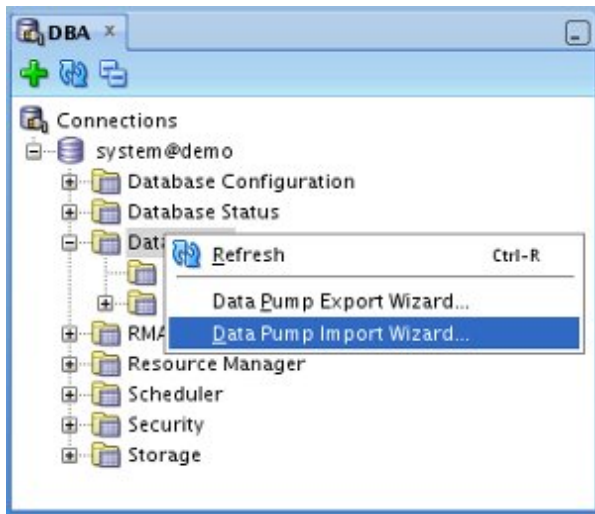 DBA
Connections
system@demo
Database Configuration
Database Status
Refresh Ctrl-R
Data Pump Export Wizard...
Data Pump Import Wizard...
Resource Manager
Scheduler
Security
Storage